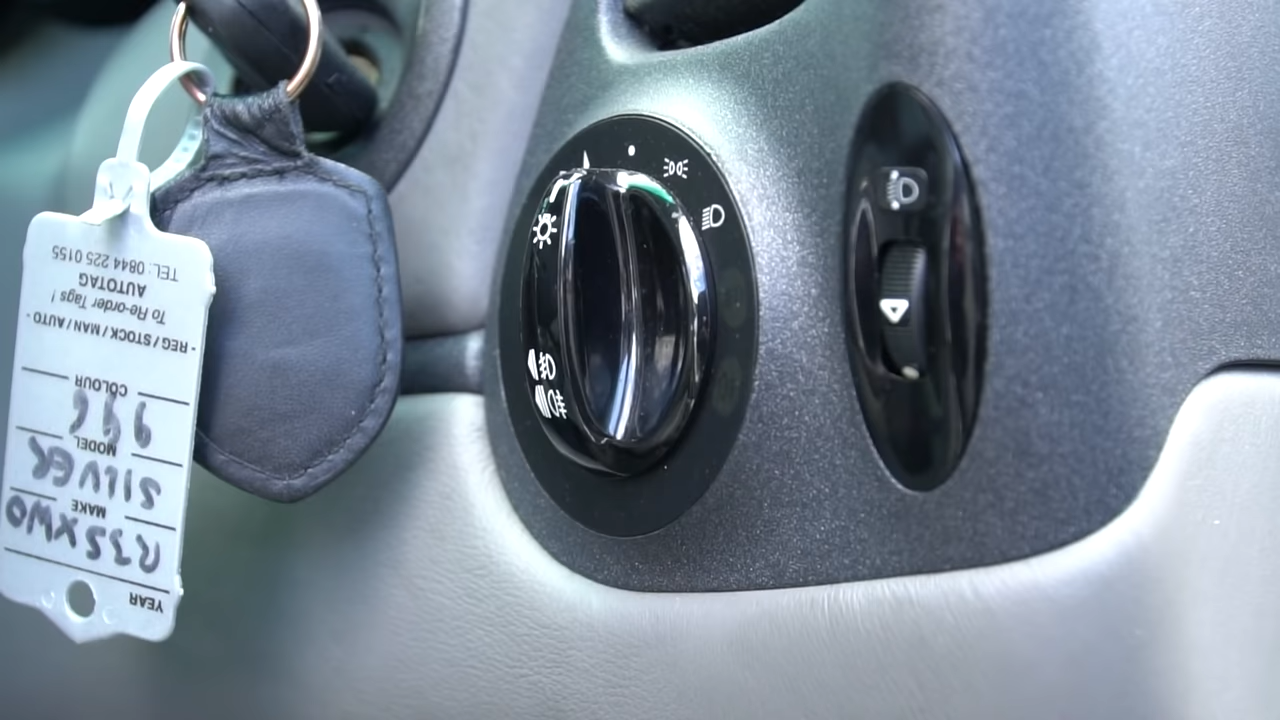 YEAR
R35XWO
MAKE
SILVER
MODEL
996
COLOUR
- REG / STOCK / MAN / AUTO -
To Re-order Tags !
AUTOTAG
TEL: 0844 225 0155